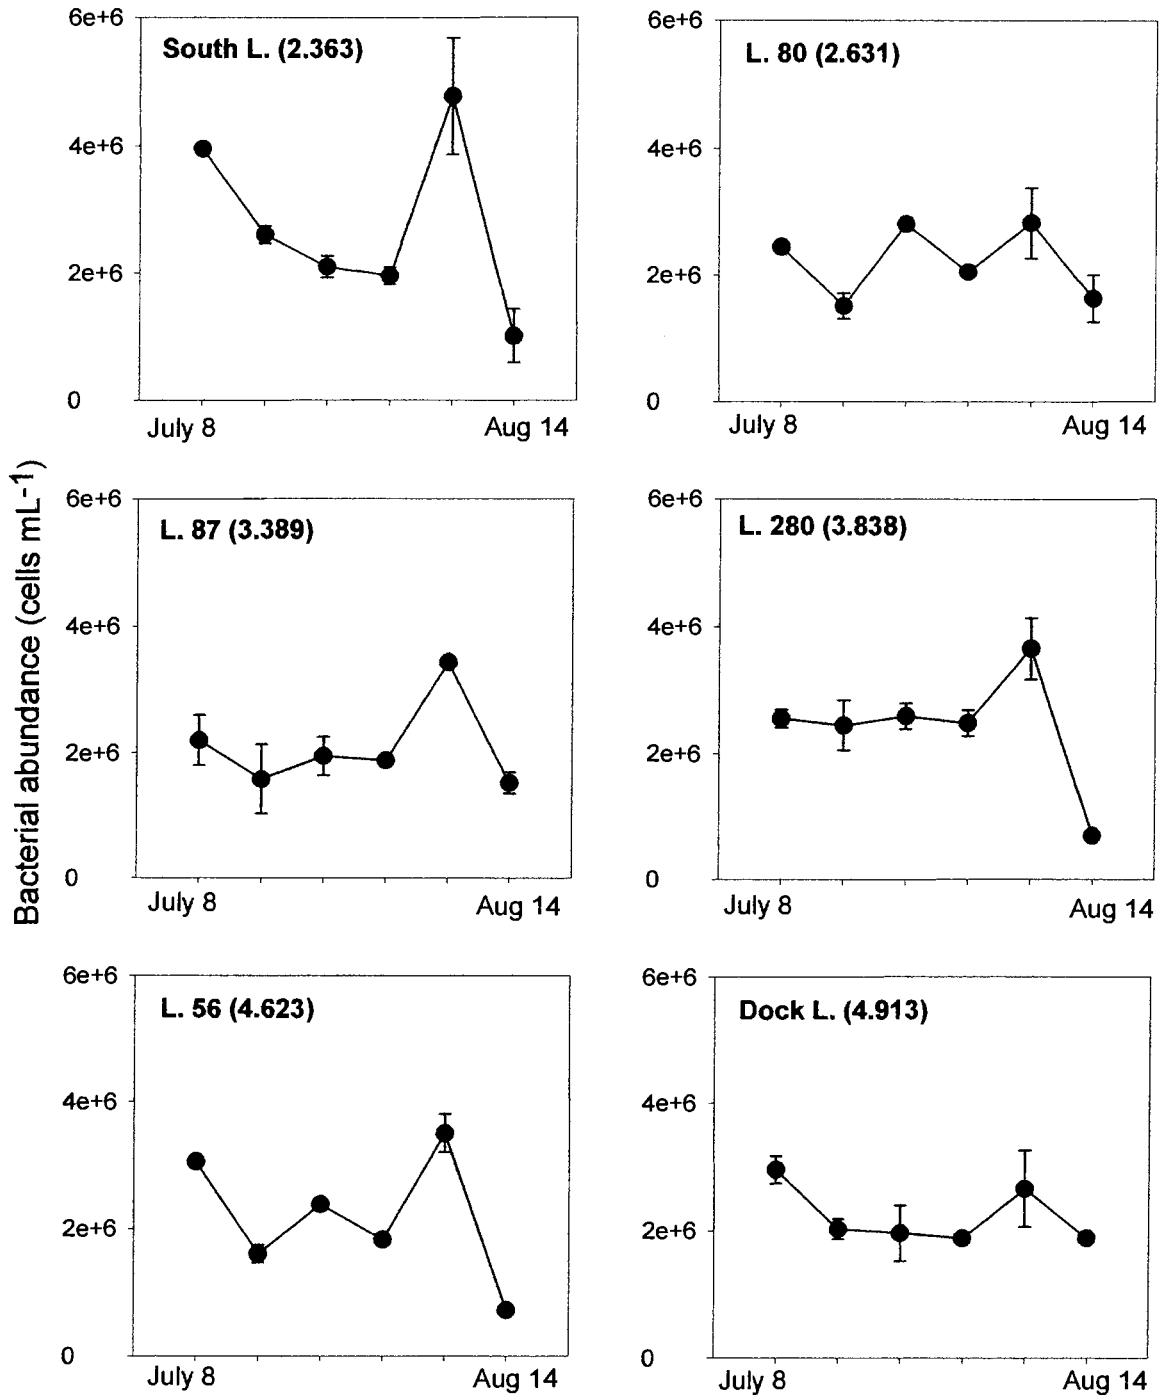 Bacterial abundance (cells mL-1)
South L. (2.363)
6e+6
4e+6
2e+6
0
July 8
Aug 14
L. 80 (2.631)
6e+6
4e+6
2e+6
0
July 8
Aug 14
L. 87 (3.389)
6e+6
4e+6
2e+6
0
July 8
Aug 14
L. 280 (3.838)
6e+6
4e+6
2e+6
0
July 8
Aug 14
L. 56 (4.623)
6e+6
4e+6
2e+6
0
July 8
Aug 14
Dock L. (4.913)
6e+6
4e+6
2e+6
0
July 8
Aug 14